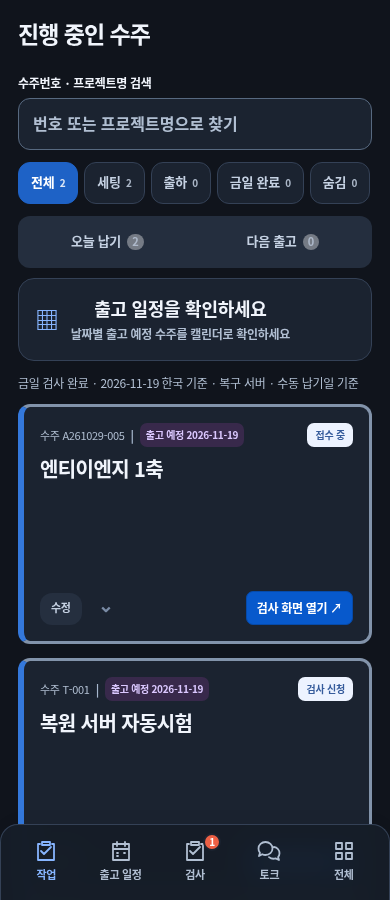 진행 중인 수주
수주번호 · 프로젝트명 검색
번호 또는 프로젝트명으로 찾기
전체 2 세팅 2 출하 0 금일 완료 0 숨김 0
오늘 납기 2 다음 출고 0
출고 일정을 확인하세요
날짜별 출고 예정 수주를 캘린더로 확인하세요
금일 검사 완료 · 2026-11-19 한국 기준 · 복구 서버 · 수동 납기일 기준
수주 A261029-005 | 출고 예정 2026-11-19 접수 중
엔티이엔지 1축
수정 검사 화면 열기 ↗
수주 T-001 | 출고 예정 2026-11-19 검사 신청
복원 서버 자동시험
1
작업 출고 일정 검사 토크 전체